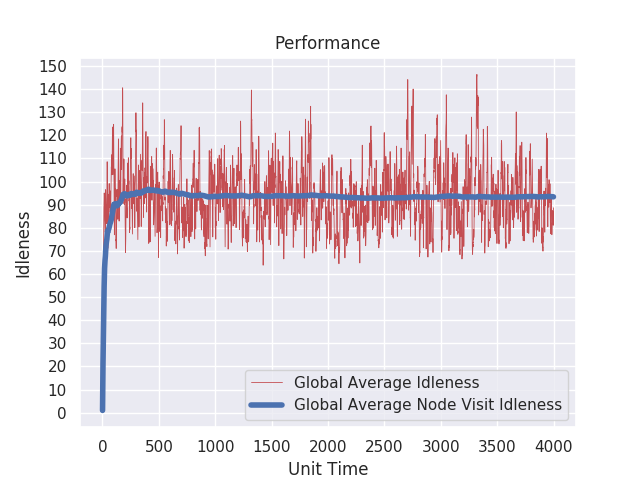 Performance
150
140
130
120
110
100
90
80
70
60
50
40
30
20
10
0
Idleness
Global Average Idleness
Global Average Node Visit Idleness
0 500 1000 1500 2000 2500 3000 3500 4000
Unit Time